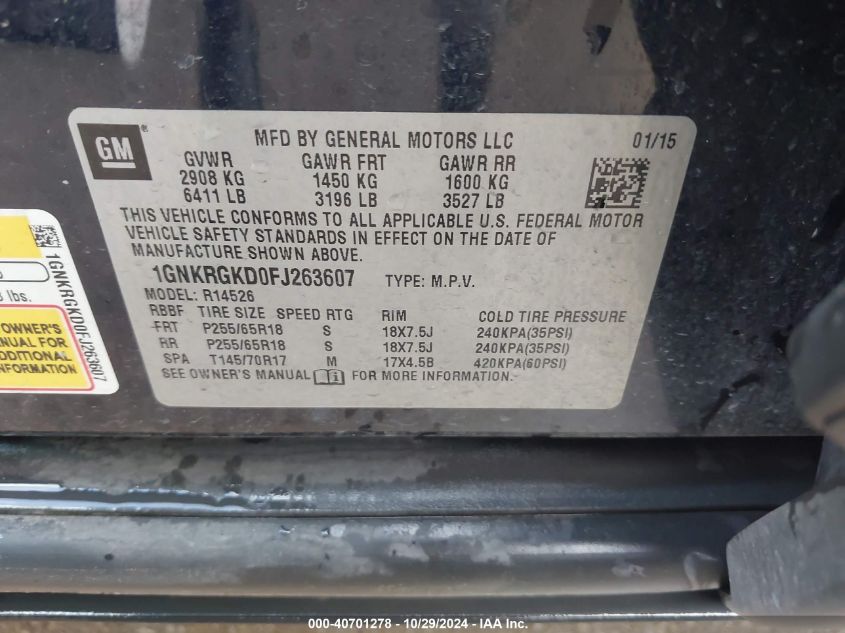 GM ®
MFD BY GENERAL MOTORS LLC 01/15
GVWR GAWR FRT GAWR RR
2908 KG 1450 KG 1600 KG
6411 LB 3196 LB 3527 LB
THIS VEHICLE CONFORMS TO ALL APPLICABLE U.S. FEDERAL MOTOR
VEHICLE SAFETY STANDARDS IN EFFECT ON THE DATE OF
MANUFACTURE SHOWN ABOVE.
1GNKRGKD0FJ263607 TYPE: M.P.V.
MODEL: R14526
RBBF TIRE SIZE SPEED RTG RIM COLD TIRE PRESSURE
FRT P255/65R18 S 18X7.5J 240KPA(35PSI)
RR P255/65R18 S 18X7.5J 240KPA(35PSI)
SPA T145/70R17 M 17X4.5B 420KPA(60PSI)
SEE OWNER'S MANUAL FOR MORE INFORMATION.
lbs.
OWNER'S
MANUAL FOR
ADDITIONAL
INFORMATION
1GNKRGKD0FJ263607
000-40701278 - 10/29/2024 - IAA Inc.